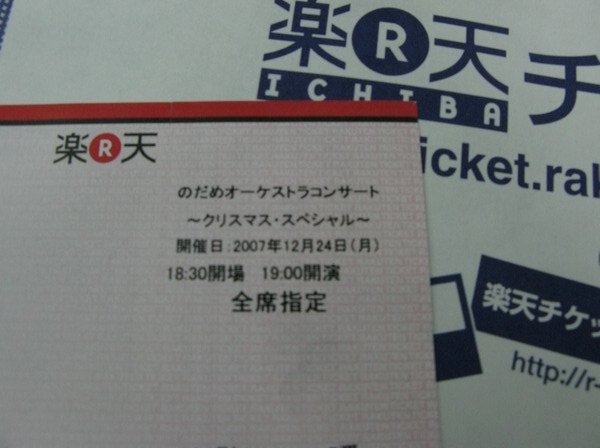 楽R天チ
ICHIBA
icket.rak
楽R天
のだめオーケストラコンサート
～クリスマス・スペシャル～
開催日:2007年12月24日(月)
18:30開場 19:00開演
全席指定
楽天チケッ
http://r-